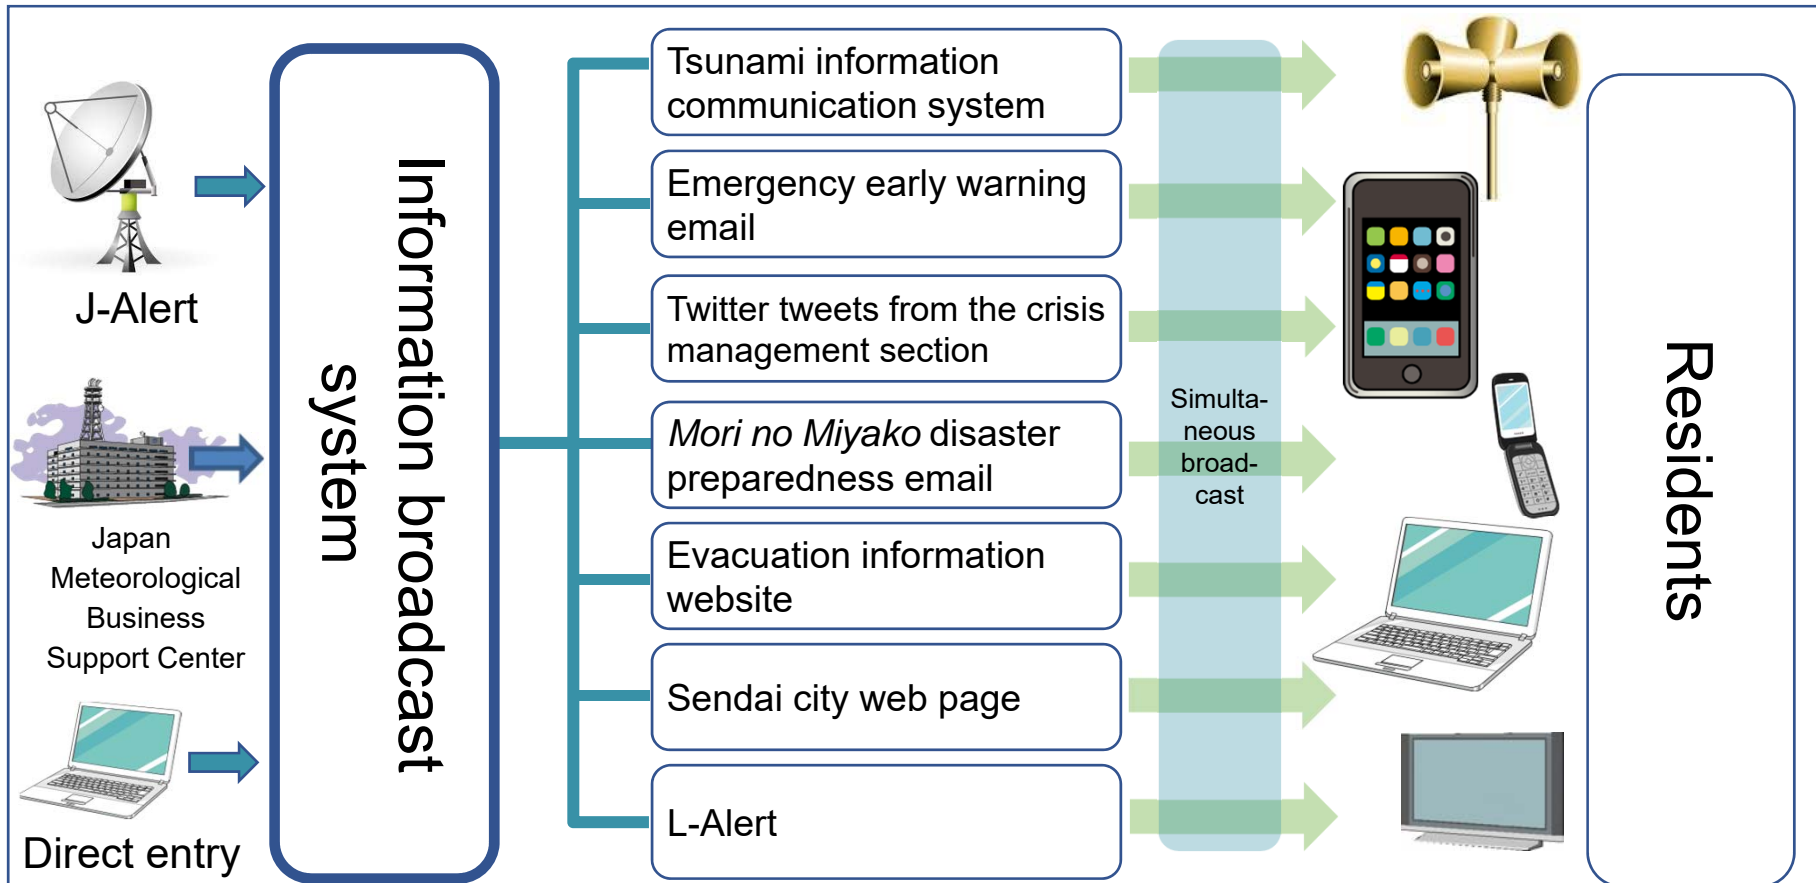 J-Alert
Japan
Meteorological
Business
Support Center
Direct entry
Information broadcast
system
Tsunami information
communication system
Emergency early warning
email
Twitter tweets from the crisis
management section
Mori no Miyako disaster
preparedness email
Evacuation information
website
Sendai city web page
L-Alert
Simulta-
neous
broad-
cast
Residents